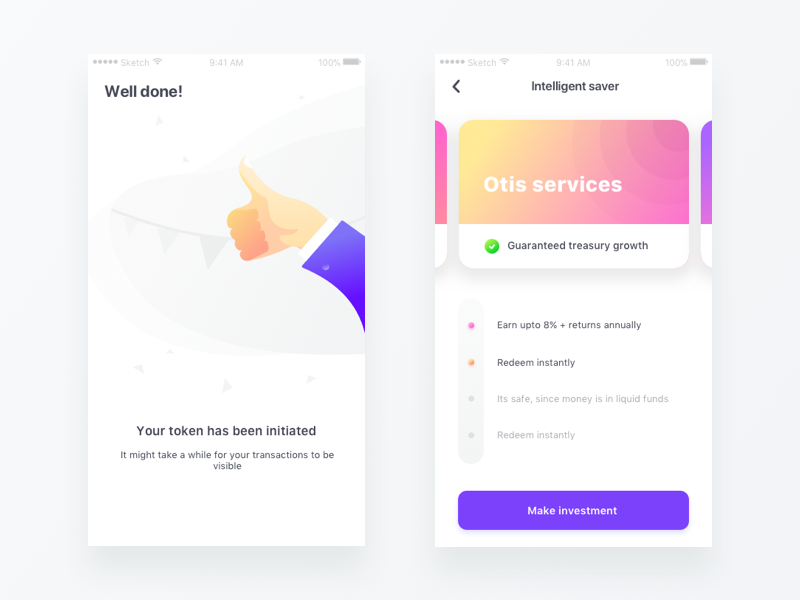 Sketch 9:41 AM 100%
Well done!
Your token has been initiated
It might take a while for your transactions to be
visible
Sketch 9:41 AM 100%
Intelligent saver
Otis services
Guaranteed treasury growth
Earn upto 8% + returns annually
Redeem instantly
Its safe, since money is in liquid funds
Redeem instantly
Make investment